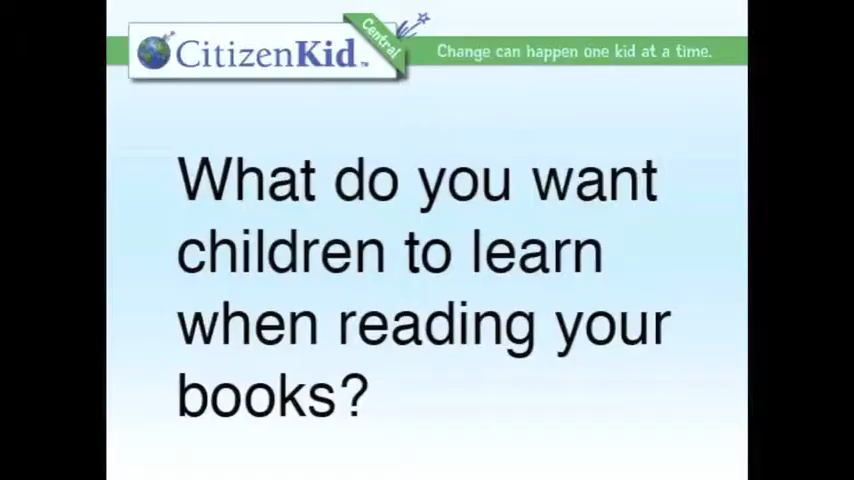 CitizenKid™
Central
Change can happen one kid at a time.
What do you want
children to learn
when reading your
books?